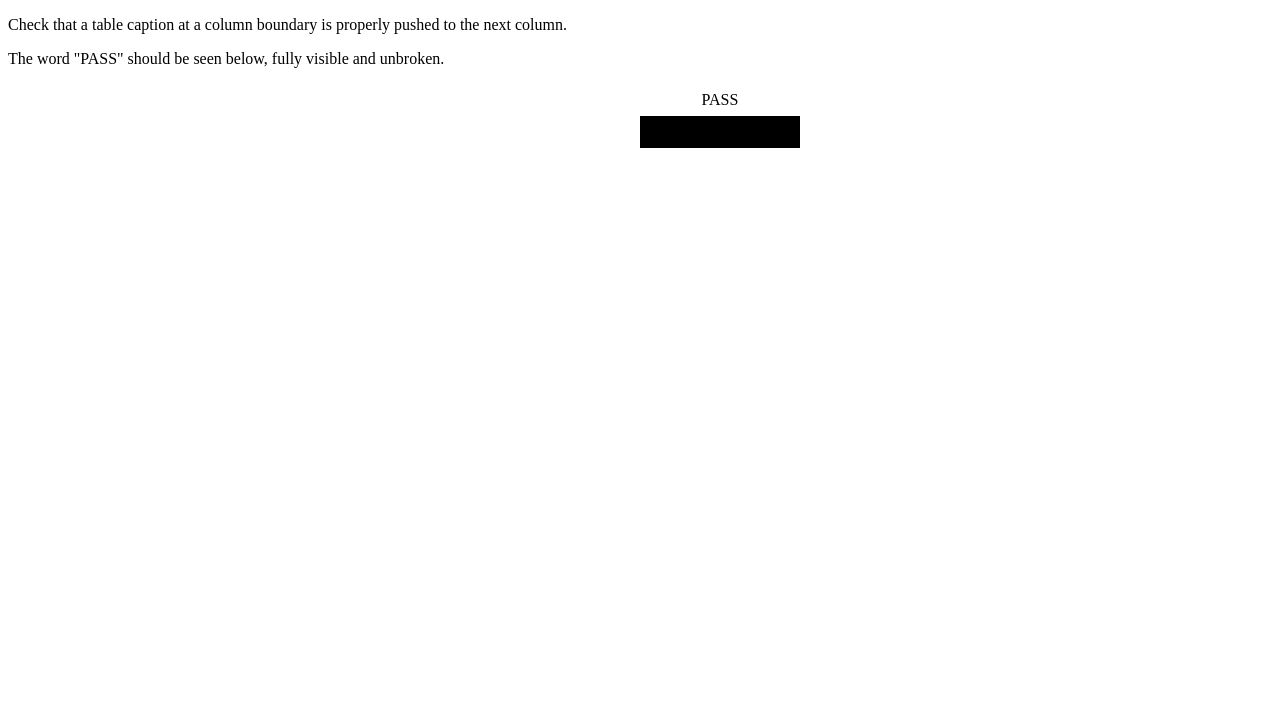 Check that a table caption at a column boundary is properly pushed to the next column.
The word "PASS" should be seen below, fully visible and unbroken.
PASS